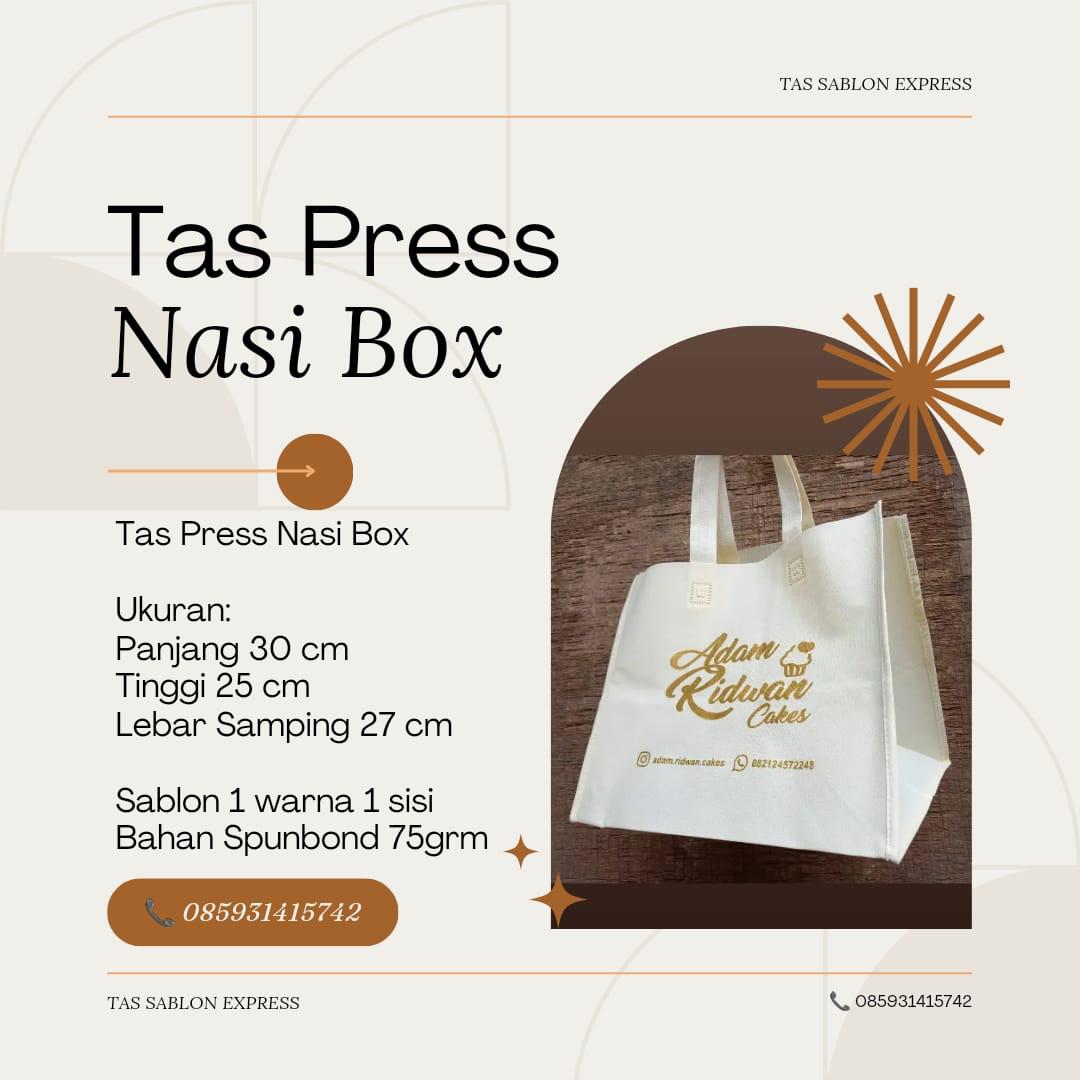 TAS SABLON EXPRESS
Tas Press
Nasi Box
Tas Press Nasi Box
Ukuran:
Panjang 30 cm
Tinggi 25 cm
Lebar Samping 27 cm
Sablon 1 warna 1 sisi
Bahan Spunbond 75grm
085931415742
Adam
Ridwan
Cakes
adam.ridwan.cakes 082124572248
TAS SABLON EXPRESS
085931415742